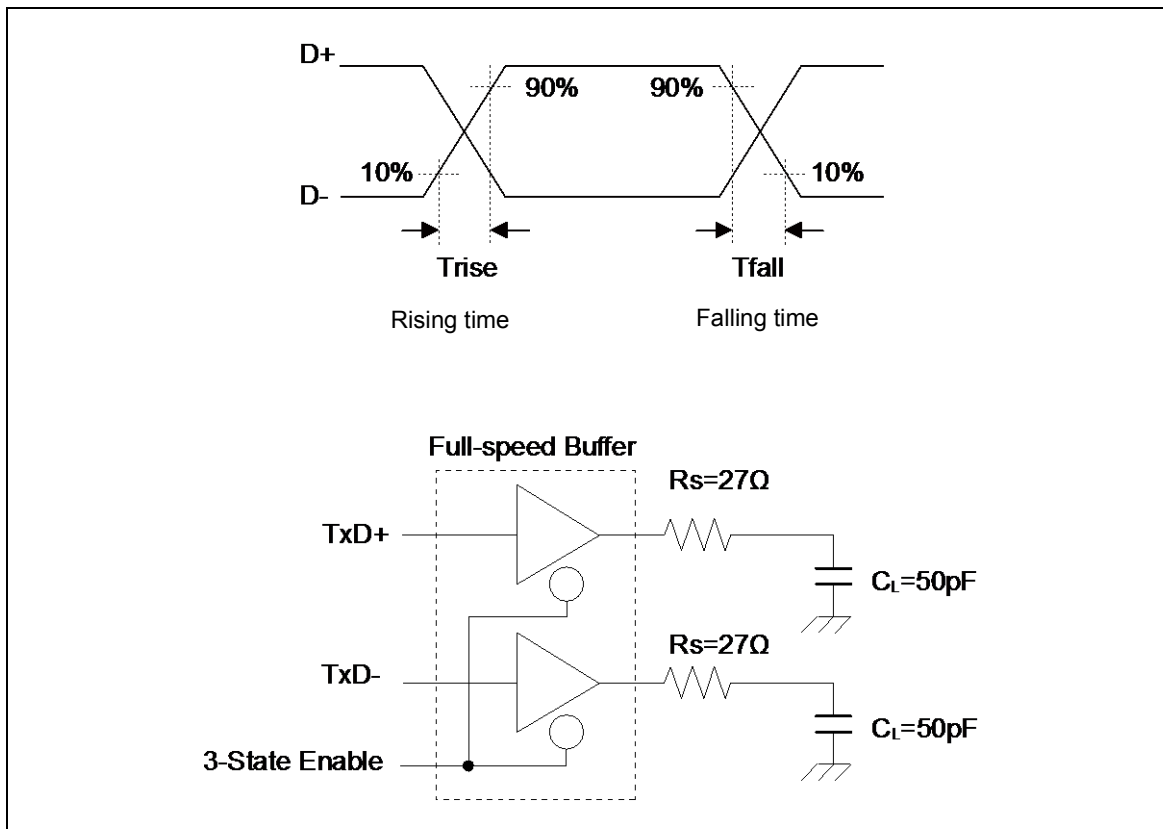 D+
90%
90%
10%
10%
D-
Trise
Tfall
Rising time
Falling time
Full-speed Buffer
Rs=27Ω
TxD+
CL=50pF
Rs=27Ω
TxD-
CL=50pF
3-State Enable